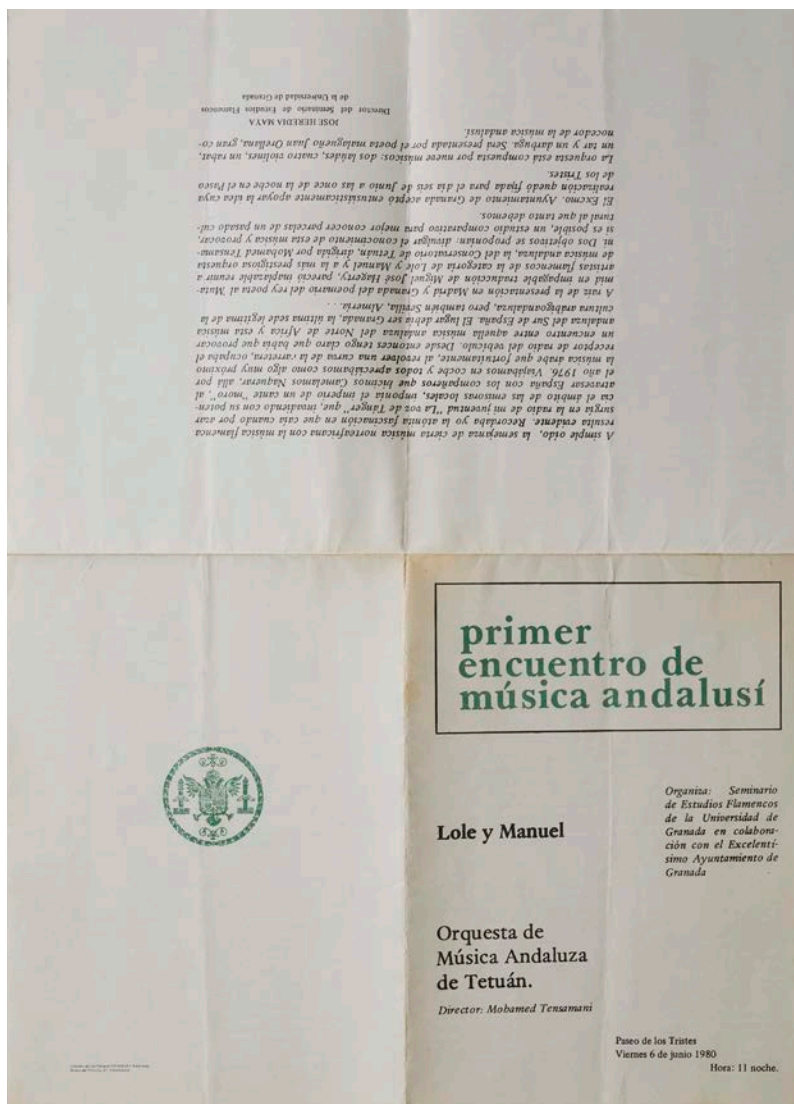 primer
encuentro de
música andalusí
Lole y Manuel
Organiza: Seminario
de Estudios Flamencos
de la Universidad de
Granada en colabora-
ción con el Excelentí-
simo Ayuntamiento de
Granada
Orquesta de
Música Andaluza
de Tetuán.
Director: Mohamed Tensamani
Paseo de los Tristes
Viernes 6 de junio 1980
Hora: 11 noche.
A simple oído, la semejanza de cierta música norteafricana con la música flamenca
resulta evidente. Recordaba yo la atonita fascinación en que caía cuando por azar
surgía en la radio de mi juventud "La voz de Tánger" que, invadiendo con su poten-
cia el ámbito de las emisoras locales, imponía el imperio de un cante "moro", al
atravesar España con los compañeros que hicimos Camelamos Naquerar, allá por
el año 1976. Viajábamos en coche y todos apreciábamos como algo muy próximo
la música árabe que fortuitamente, al revolver una curva de la carretera, ocupaba el
receptor de radio del vehículo. Desde entonces tengo claro que había que provocar
un encuentro entre aquella música andaluza del Norte de Africa y esta música
andaluza del Sur de España. El lugar debía ser Granada, la última sede legítima de la
cultura arábigoandaluza, pero también Sevilla, Almería. . .
A raíz de la presentación en Madrid y Granada del poemario del rey poeta al Muta-
mid en impagable traducción de Miguel José Hagerty, pareció inaplazable reunir a
artistas flamencos de la categoría de Lole y Manuel y a la más prestigiosa orquesta
de música andaluza, la del Conservatorio de Tetuán, dirigida por Mohamed Tensama-
ni. Dos objetivos se proponían: divulgar el conocimiento de esta música y provocar,
si es posible, un estudio comparativo para mejor conocer parcelas de un pasado cul-
tural al que tanto debemos.
El Excmo. Ayuntamiento de Granada aceptó entusiásticamente apoyar la idea cuya
realización quedó fijada para el día seis de Junio a las once de la noche en el Paseo
de los Tristes.
La orquesta está compuesta por nueve músicos: dos laúdes, cuatro violines, un rabat,
un tar y un darbuga. Será presentada por el poeta malagueño Juan Orellana, gran co-
nocedor de la música andalusí.
JOSE HEREDIA MAYA
Director del Seminario de Estudios Flamencos
de la Universidad de Granada